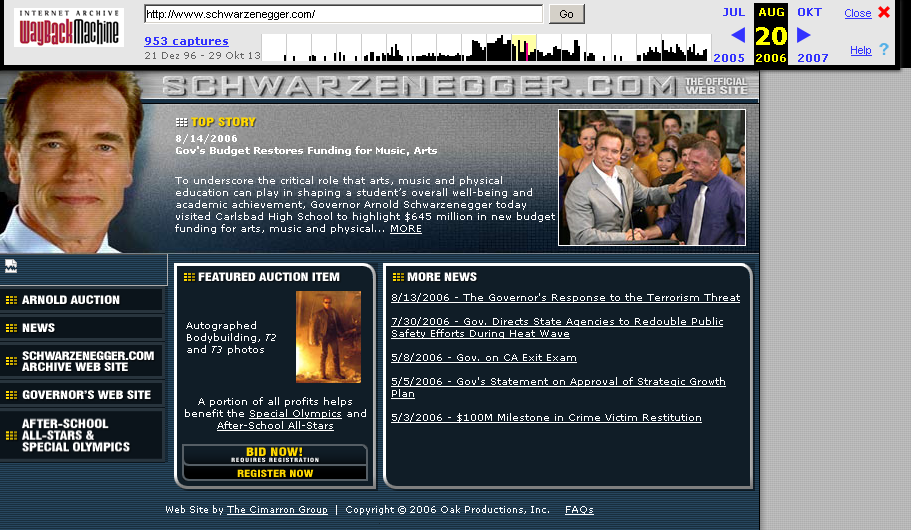 INTERNET ARCHIVE
WayBackMachine
http://www.schwarzenegger.com/
Go
953 captures
21 Dez 96 - 29 Okt 13
JUL
AUG
OKT
20
2005
2006
2007
Close
Help
?
SCHWARZENEGGER.COM
THE OFFICIAL
WEB SITE
TOP STORY
8/14/2006
Gov's Budget Restores Funding for Music, Arts
To underscore the critical role that arts, music and physical
education can play in shaping a student's overall well-being and
academic achievement, Governor Arnold Schwarzenegger today
visited Carlsbad High School to highlight $645 million in new budget
funding for arts, music and physical... MORE
ARNOLD AUCTION
NEWS
SCHWARZENEGGER.COM
ARCHIVE WEB SITE
GOVERNOR'S WEB SITE
AFTER-SCHOOL
ALL-STARS &
SPECIAL OLYMPICS
FEATURED AUCTION ITEM
Autographed
Bodybuilding, T2
and T3 photos
A portion of all profits helps
benefit the Special Olympics and
After-School All-Stars
BID NOW!
REQUIRES REGISTRATION
REGISTER NOW
MORE NEWS
8/13/2006 - The Governor's Response to the Terrorism Threat
7/30/2006 - Gov. Directs State Agencies to Redouble Public
Safety Efforts During Heat Wave
5/8/2006 - Gov. on CA Exit Exam
5/5/2006 - Gov's Statement on Approval of Strategic Growth
Plan
5/3/2006 - $100M Milestone in Crime Victim Restitution
Web Site by The Cimarron Group | Copyright © 2006 Oak Productions, Inc. FAQs